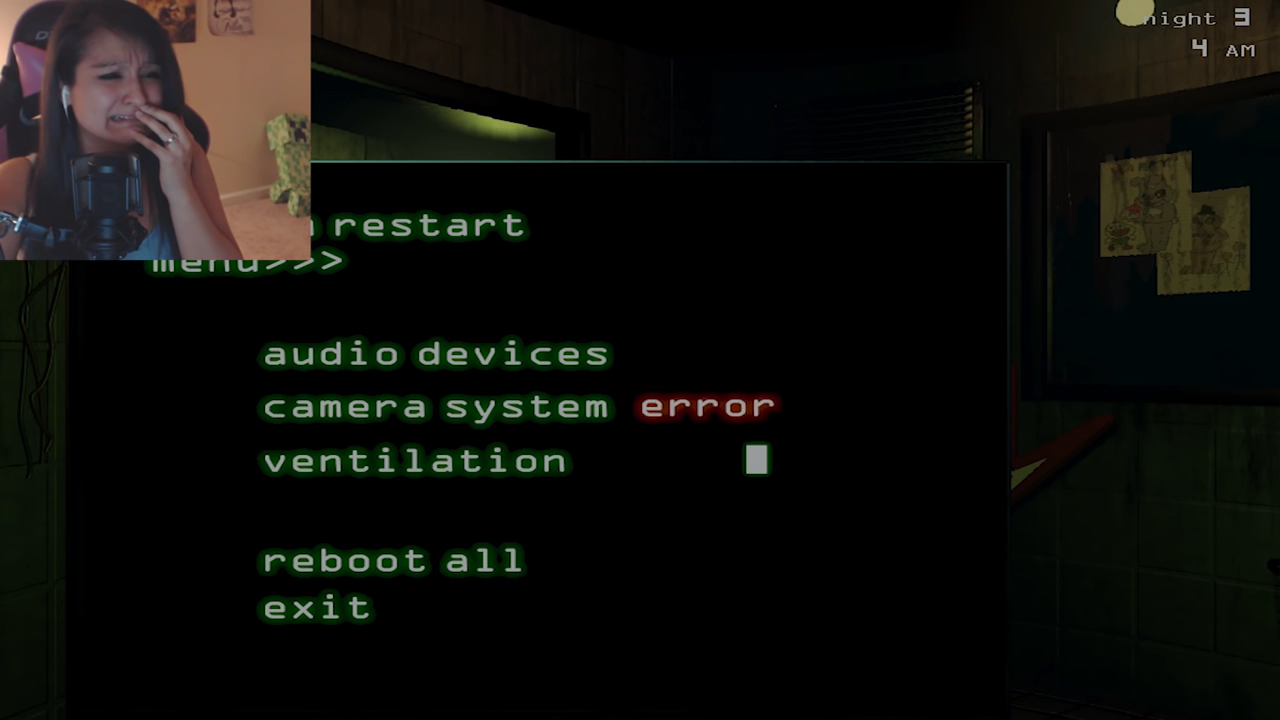 night 3
4 AM
restart
menu>>>
audio devices
camera system error
ventilation
reboot all
exit